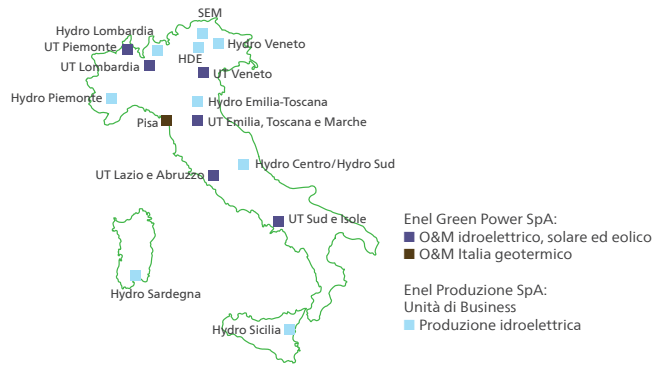 SEM
Hydro Lombardia
UT Piemonte
Hydro Veneto
HDE
UT Lombardia
UT Veneto
Hydro Piemonte
Hydro Emilia-Toscana
Pisa
UT Emilia, Toscana e Marche
Hydro Centro/Hydro Sud
UT Lazio e Abruzzo
UT Sud e Isole
Hydro Sardegna
Hydro Sicilia
Enel Green Power SpA:
O&M idroelettrico, solare ed eolico
O&M Italia geotermico
Enel Produzione SpA:
Unità di Business
Produzione idroelettrica